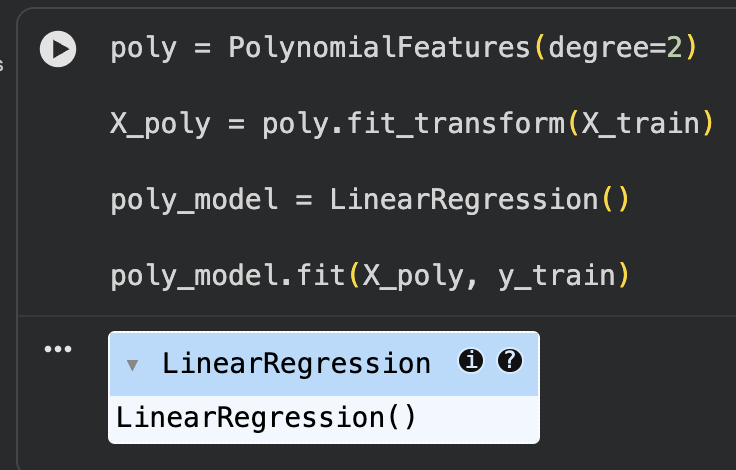 poly = PolynomialFeatures(degree=2)
X_poly = poly.fit_transform(X_train)
poly_model = LinearRegression()
poly_model.fit(X_poly, y_train)
LinearRegression i ?
LinearRegression()